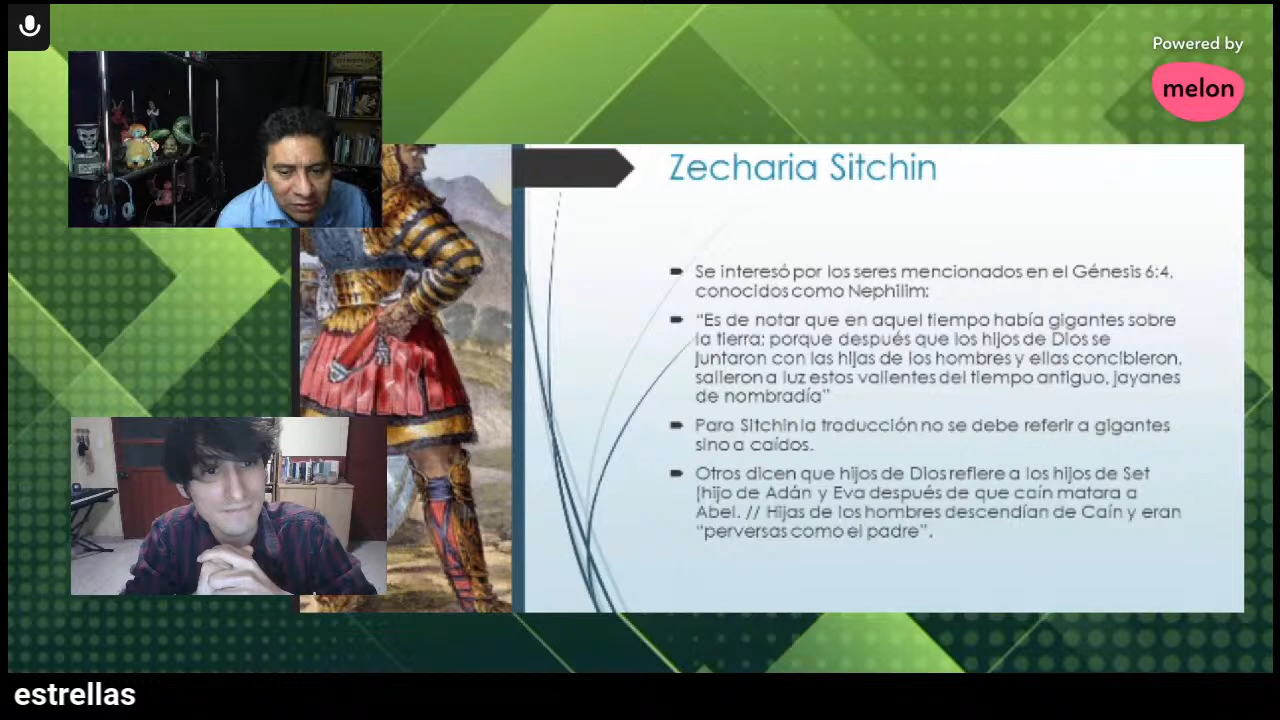 Powered by
melon
Zecharia Sitchin
Se interesó por los seres mencionados en el Génesis 6:4,
conocidos como Nephilim:
"Es de notar que en aquel tiempo había gigantes sobre
la tierra; porque después que los hijos de Dios se
juntaron con las hijas de los hombres y ellas concibieron,
salieron a luz estos valientes del tiempo antiguo, jayanes
de nombradía"
Para Sitchin la traducción no se debe referir a gigantes
sino a caídos.
Otros dicen que hijos de Dios refiere a los hijos de Set
(hijo de Adán y Eva después de que caín matara a
Abel. // Hijas de los hombres descendían de Caín y eran
"perversas como el padre".
estrellas